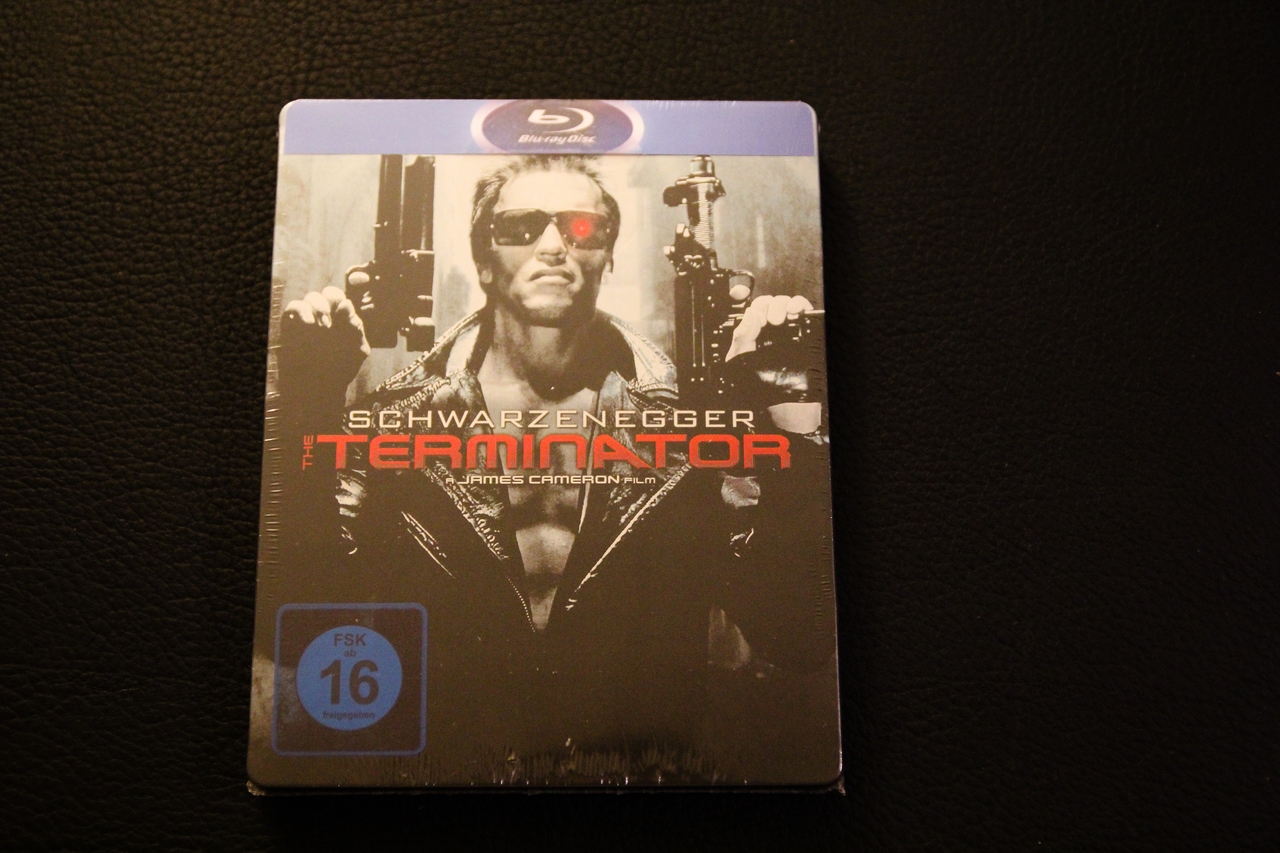 Blu-ray Disc
SCHWARZENEGGER
THE TERMINATOR
A JAMES CAMERON FILM
FSK
ab
16
freigegeben